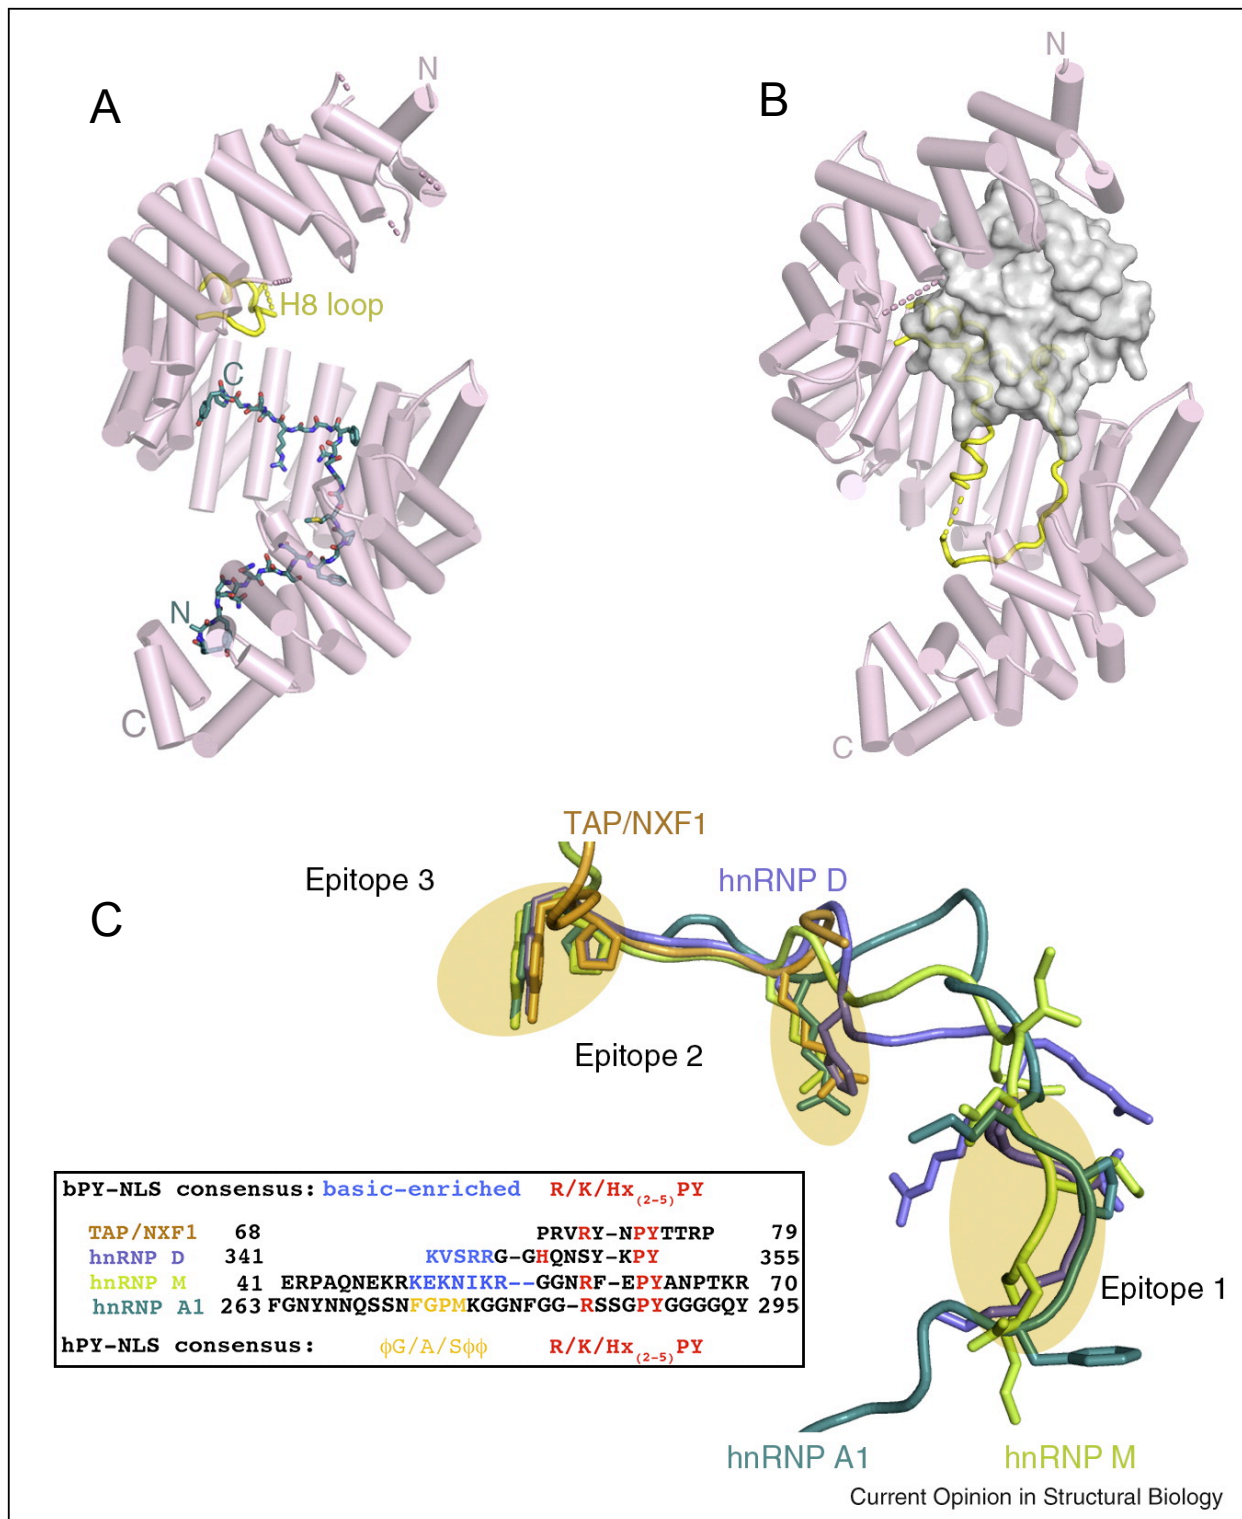 A
N
H8 loop
C
N
C
B
N
C
C
TAP/NXF1
Epitope 3
hnRNP D
Epitope 2
Epitope 1
hnRNP A1
hnRNP M
bPY-NLS consensus: basic-enriched R/K/Hx(2-5)PY
TAP/NXF1 68 PRVRY-NPYTTRP 79
hnRNP D 341 KVSRRG-GHQNSY-KPY 355
hnRNP M 41 ERPAQNEKRKEKNIKR--GGNRF-EPYANPTKR 70
hnRNP A1 263 FGNYNNQSSNFGPMKGGNFGG-RSSGPYGGGGQY 295
hPY-NLS consensus: ϕG/A/Sϕϕ R/K/Hx(2-5)PY
Current Opinion in Structural Biology